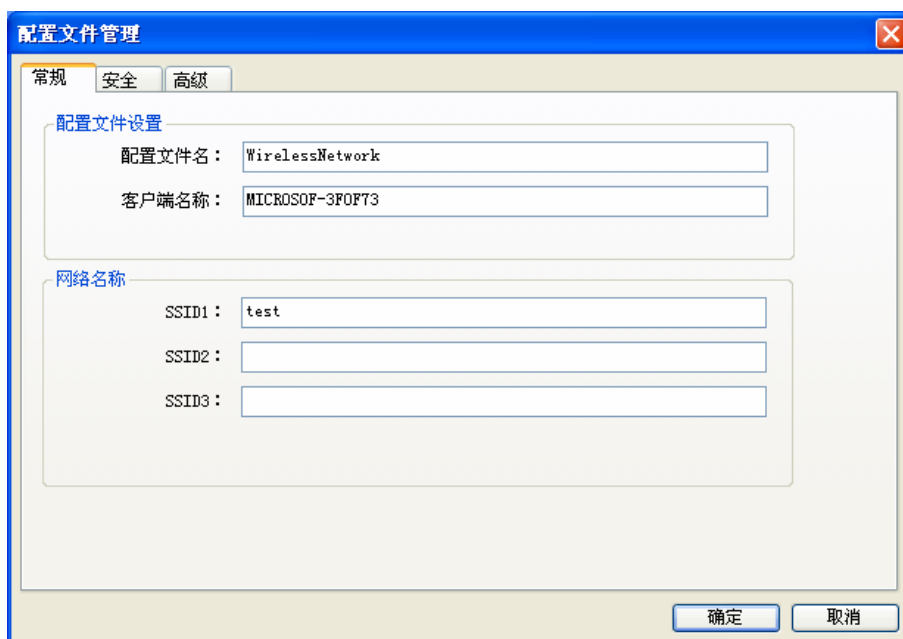 配置文件管理
常规 安全 高级
配置文件设置
配置文件名： WirelessNetwork
客户端名称： MICROSOF-3F0F73
网络名称
SSID1： test
SSID2：
SSID3：
确定 取消